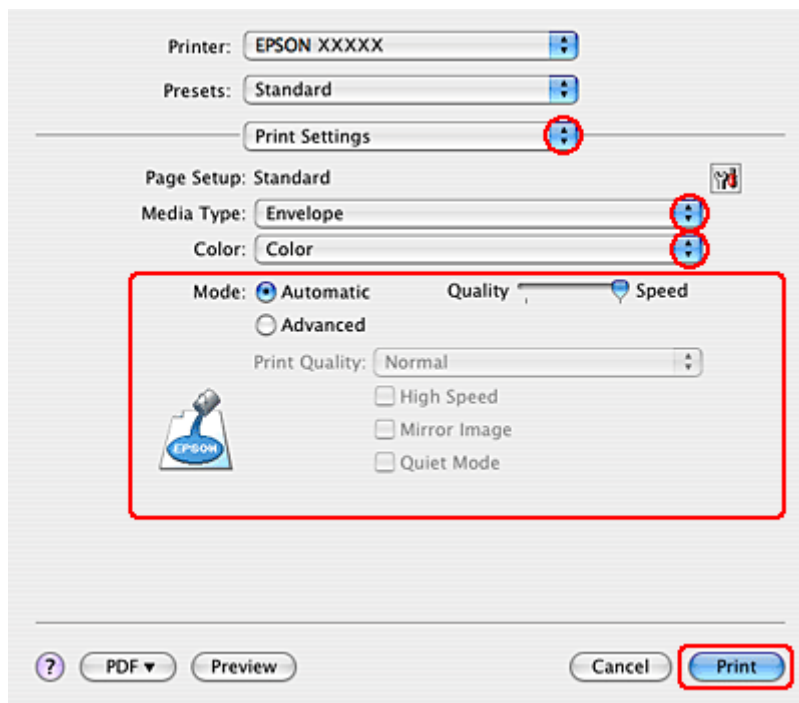 Printer: EPSON XXXXX
Presets: Standard
Print Settings
Page Setup: Standard
Media Type: Envelope
Color: Color
Mode: Automatic Quality Speed
Advanced
Print Quality: Normal
High Speed
Mirror Image
Quiet Mode
EPSON
? PDF ▼ Preview Cancel Print